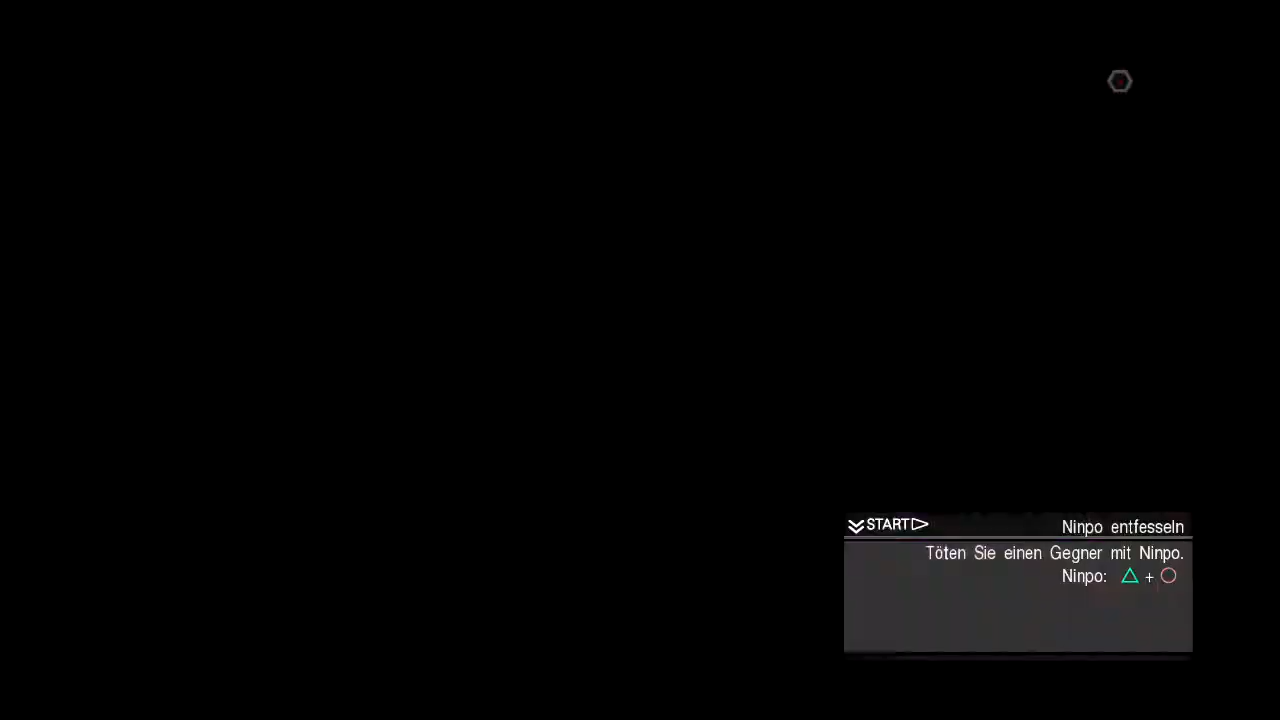 START
Ninpo entfesseln
Töten Sie einen Gegner mit Ninpo.
Ninpo: △ + ○